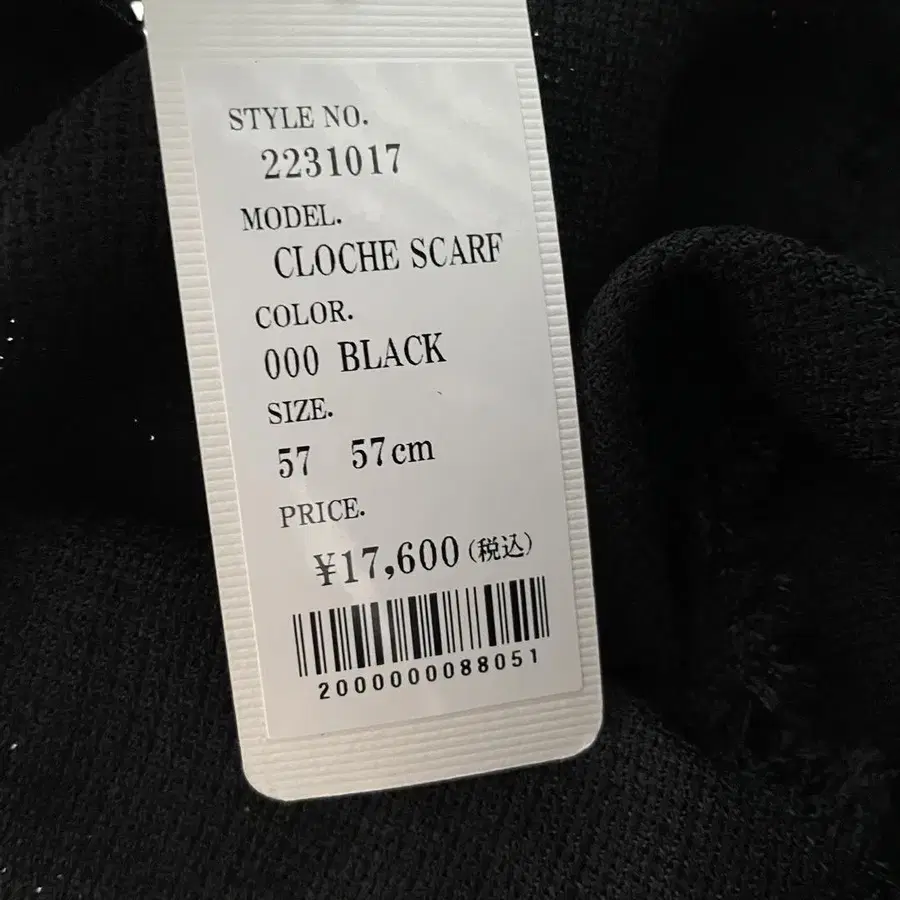 STYLE NO.
2231017
MODEL.
CLOCHE SCARF
COLOR.
000 BLACK
SIZE.
57 57cm
PRICE.
¥17,600(税込)
2000000088051